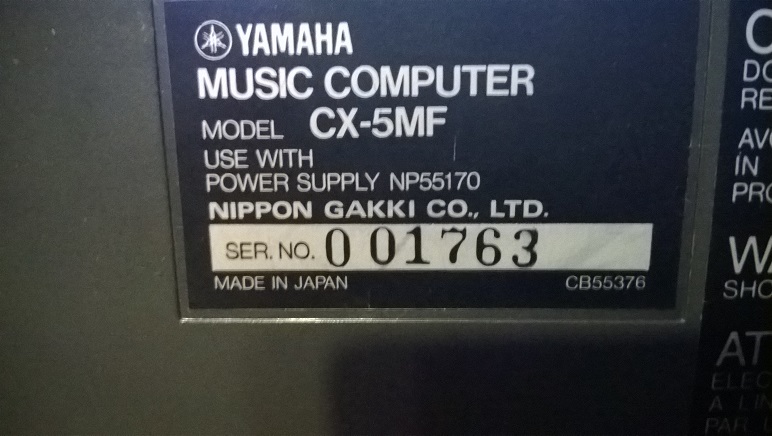 YAMAHA
MUSIC COMPUTER
MODEL CX-5MF
USE WITH
POWER SUPPLY NP55170
NIPPON GAKKI CO., LTD.
SER. NO. 001763
MADE IN JAPAN CB55376
IN
A